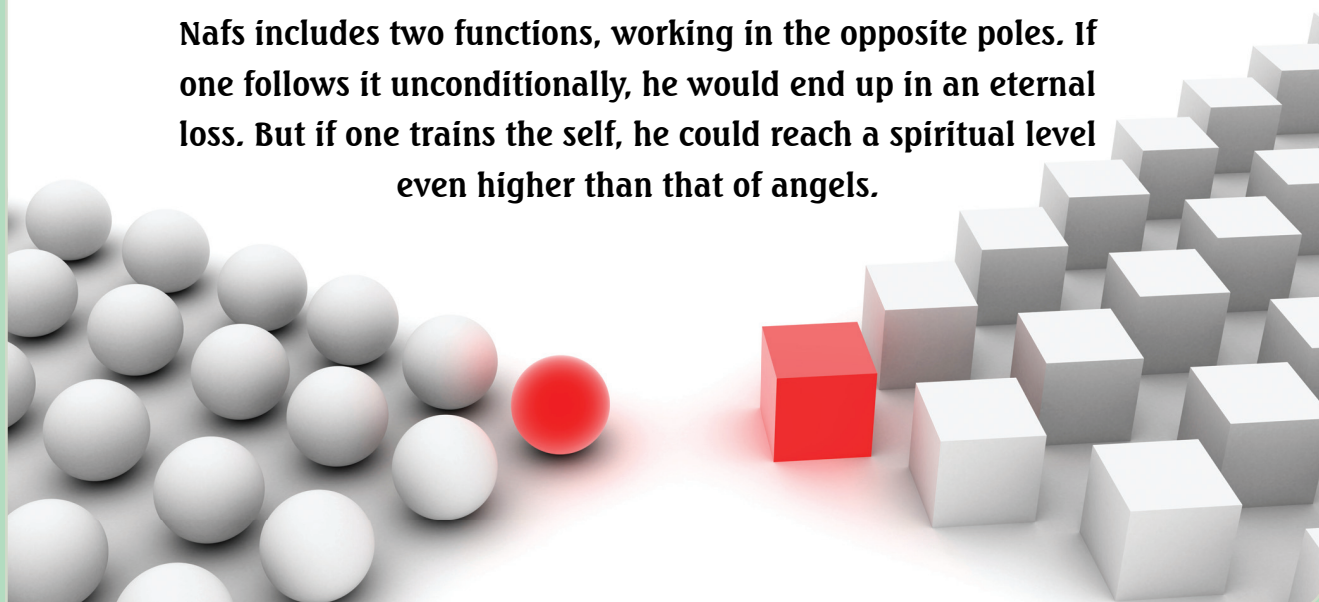 Nafs includes two functions, working in the opposite poles. If
one follows it unconditionally, he would end up in an eternal
loss. But if one trains the self, he could reach a spiritual level
even higher than that of angels.